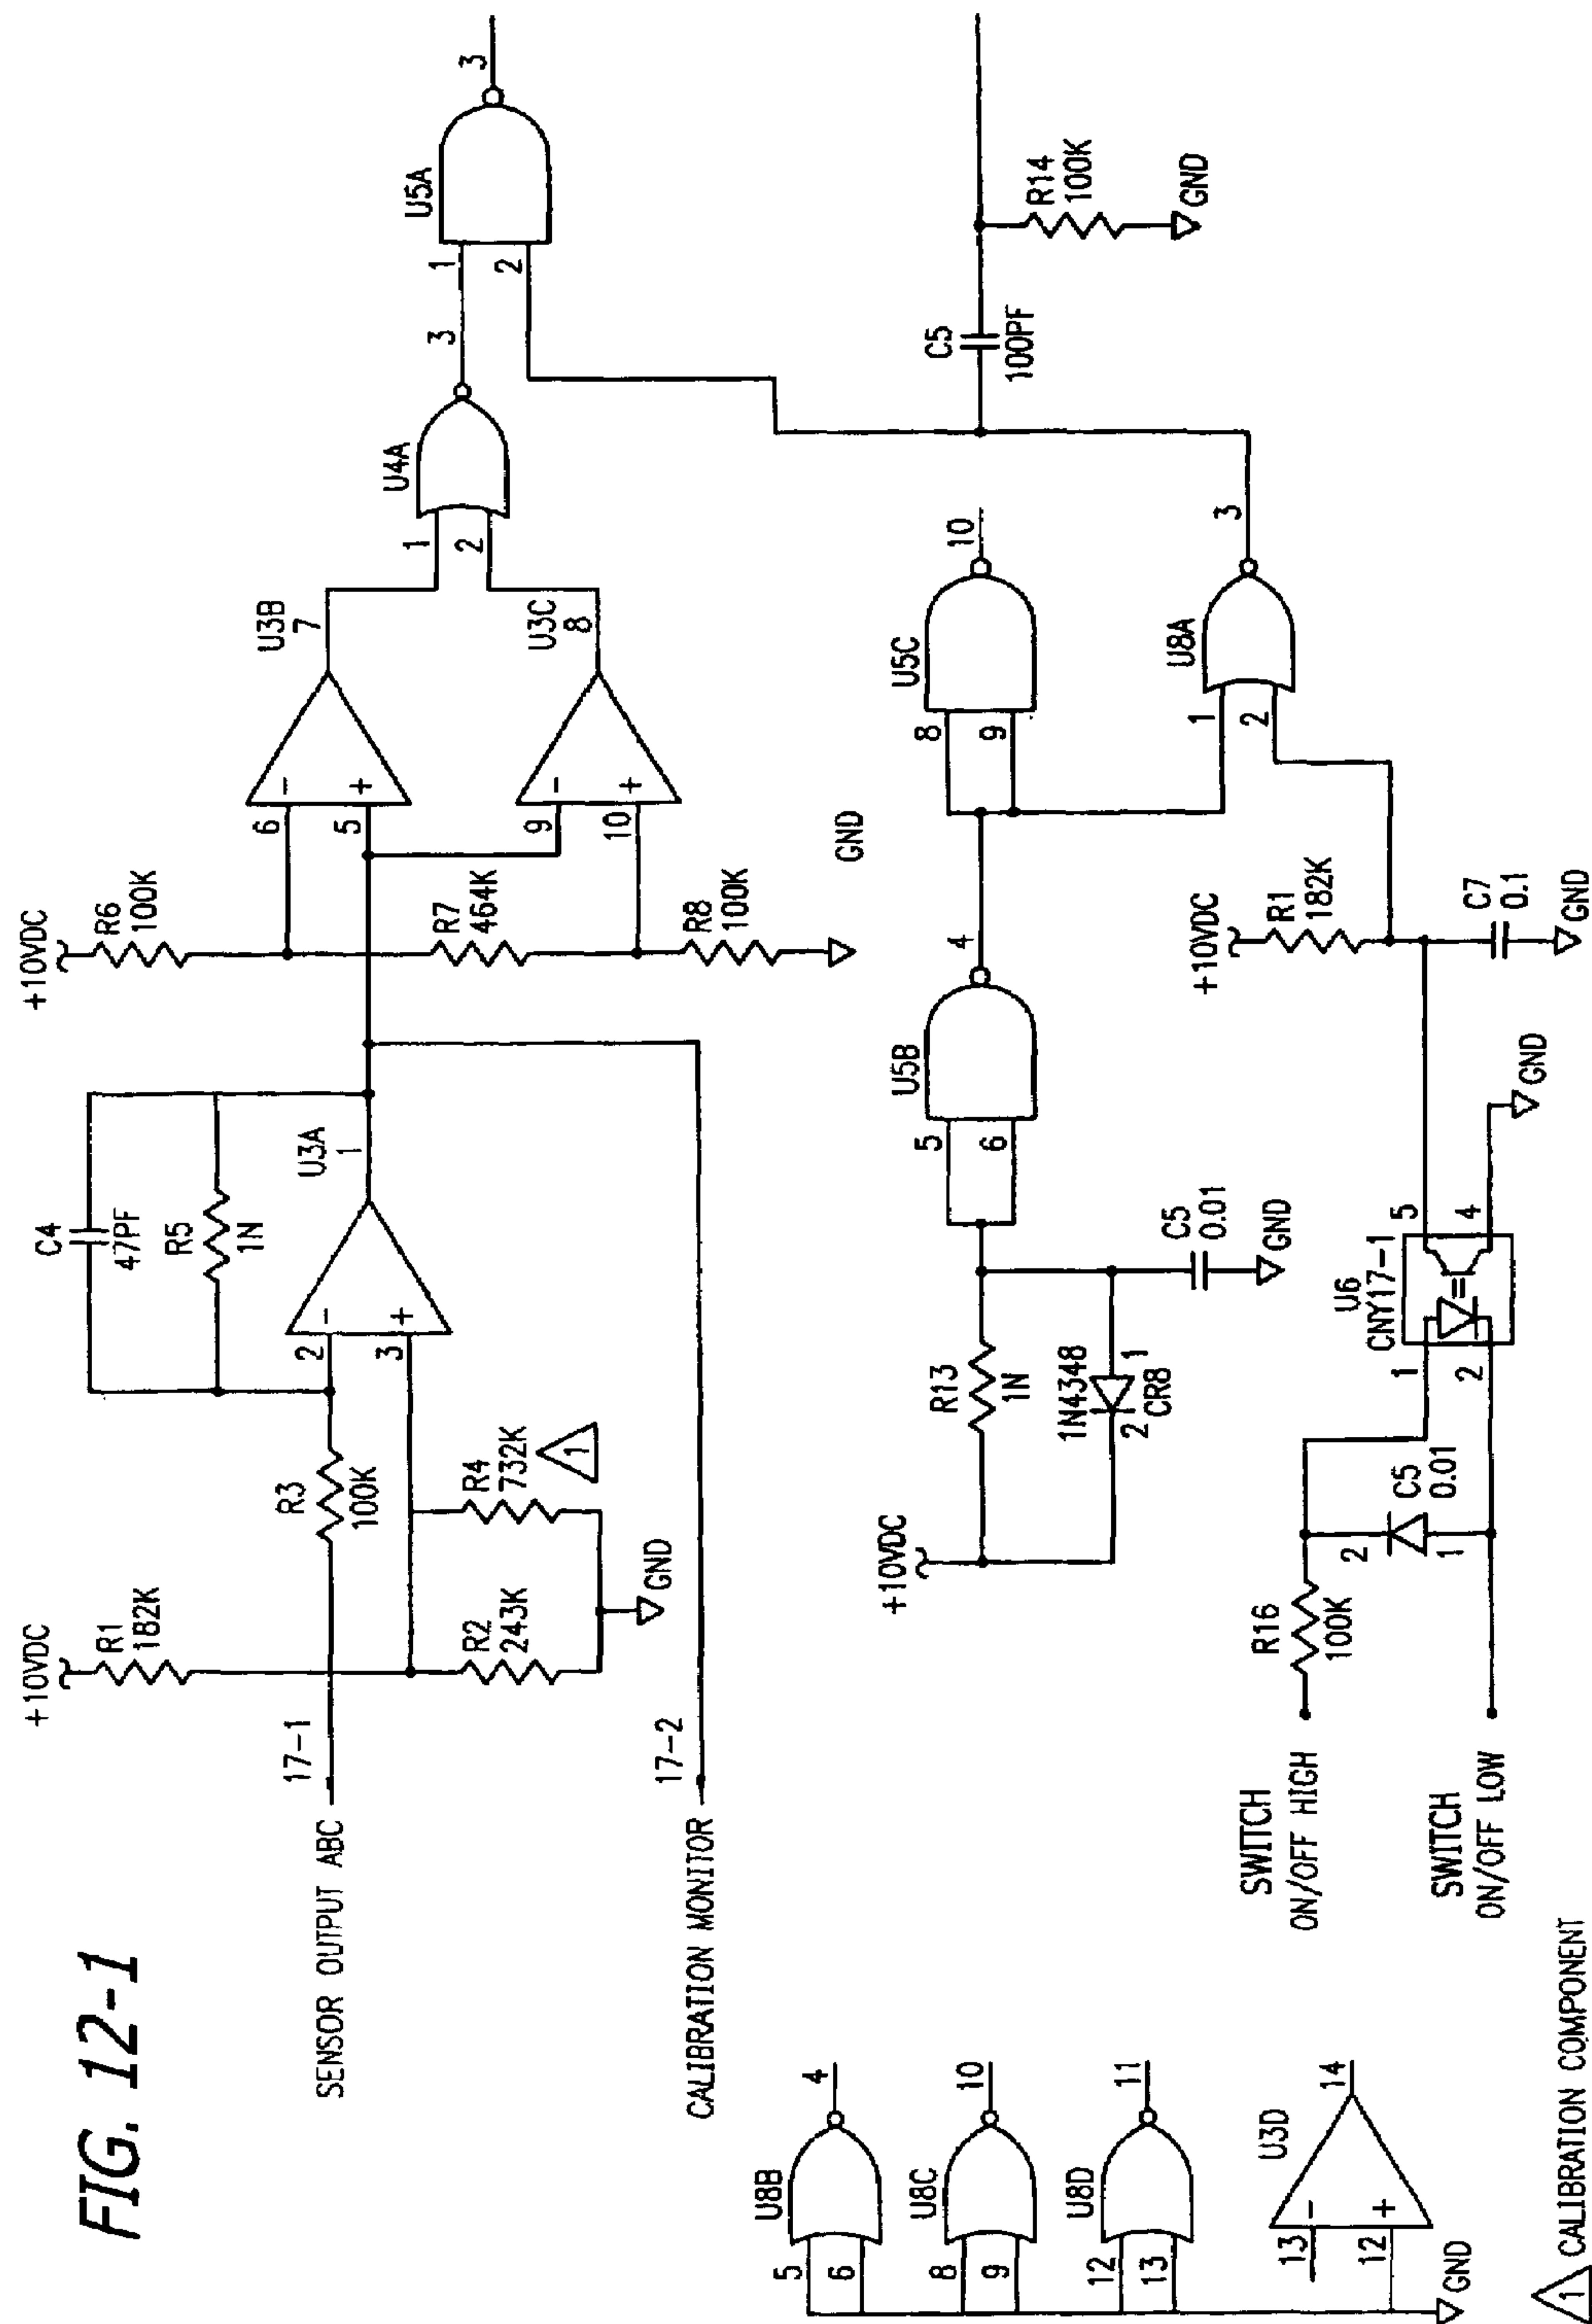 FIG. 12-1
+10VDC
R1
182K
17-1
SENSOR OUTPUT ABC
R3
100K
R2
243K
R4
732K
1
GND
C4
47PF
R5
1N
2
3
-
+
U3A
1
17-2
CALIBRATION MONITOR
+10VDC
R6
100K
R7
464K
R8
100K
GND
6
5
-
+
U3B
7
9
10
-
+
U3C
8
1
2
U4A
3
1
2
U5A
3
+10VDC
R13
1N
1N4348
2
1
CR8
C5
0.01
GND
5
6
U5B
4
8
9
U5C
10
1
2
U8A
3
C5
100PF
R14
100K
GND
+10VDC
R1
182K
C7
0.1
GND
SWITCH
ON/OFF HIGH
R16
100K
2
1
C5
0.01
SWITCH
ON/OFF LOW
U6
CNY17-1
1
2
5
4
GND
U8B
5
6
4
U8C
8
9
10
U8D
12
13
11
U3D
13
12
-
+
14
GND
1 CALIBRATION COMPONENT